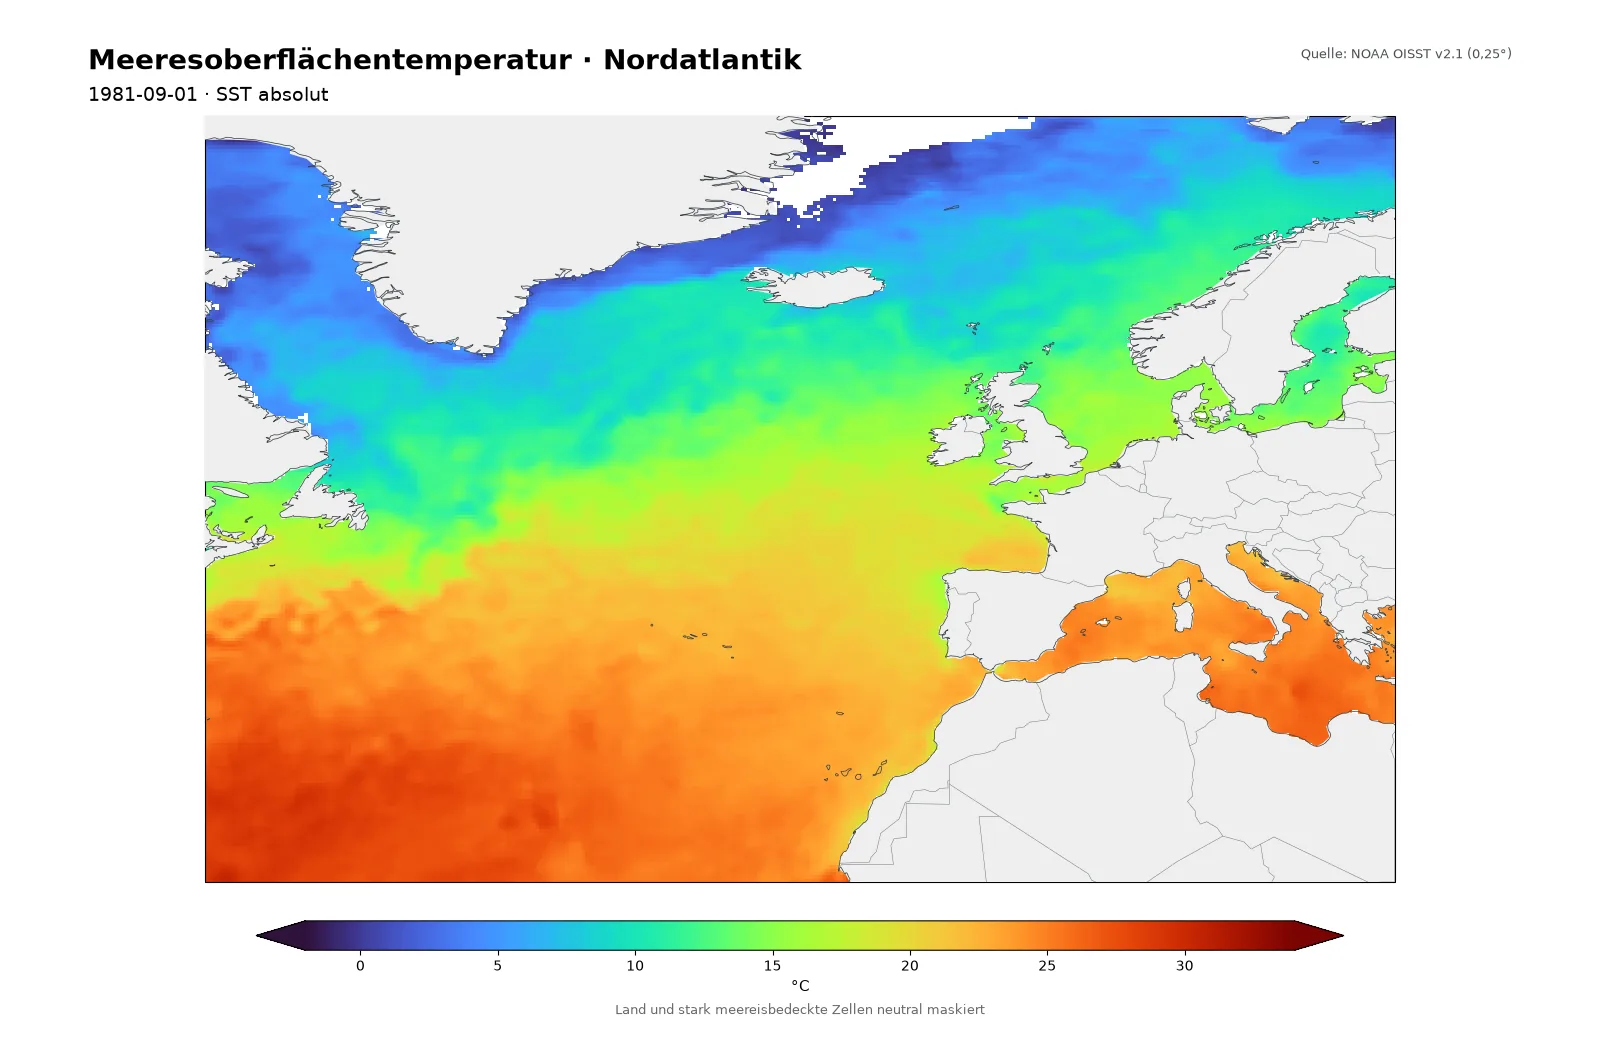 Meeresoberflächentemperatur · Nordatlantik
Quelle: NOAA OISST v2.1 (0,25°)
1981-09-01 · SST absolut
0 5 10 15 20 25 30
°C
Land und stark meereisbedeckte Zellen neutral maskiert